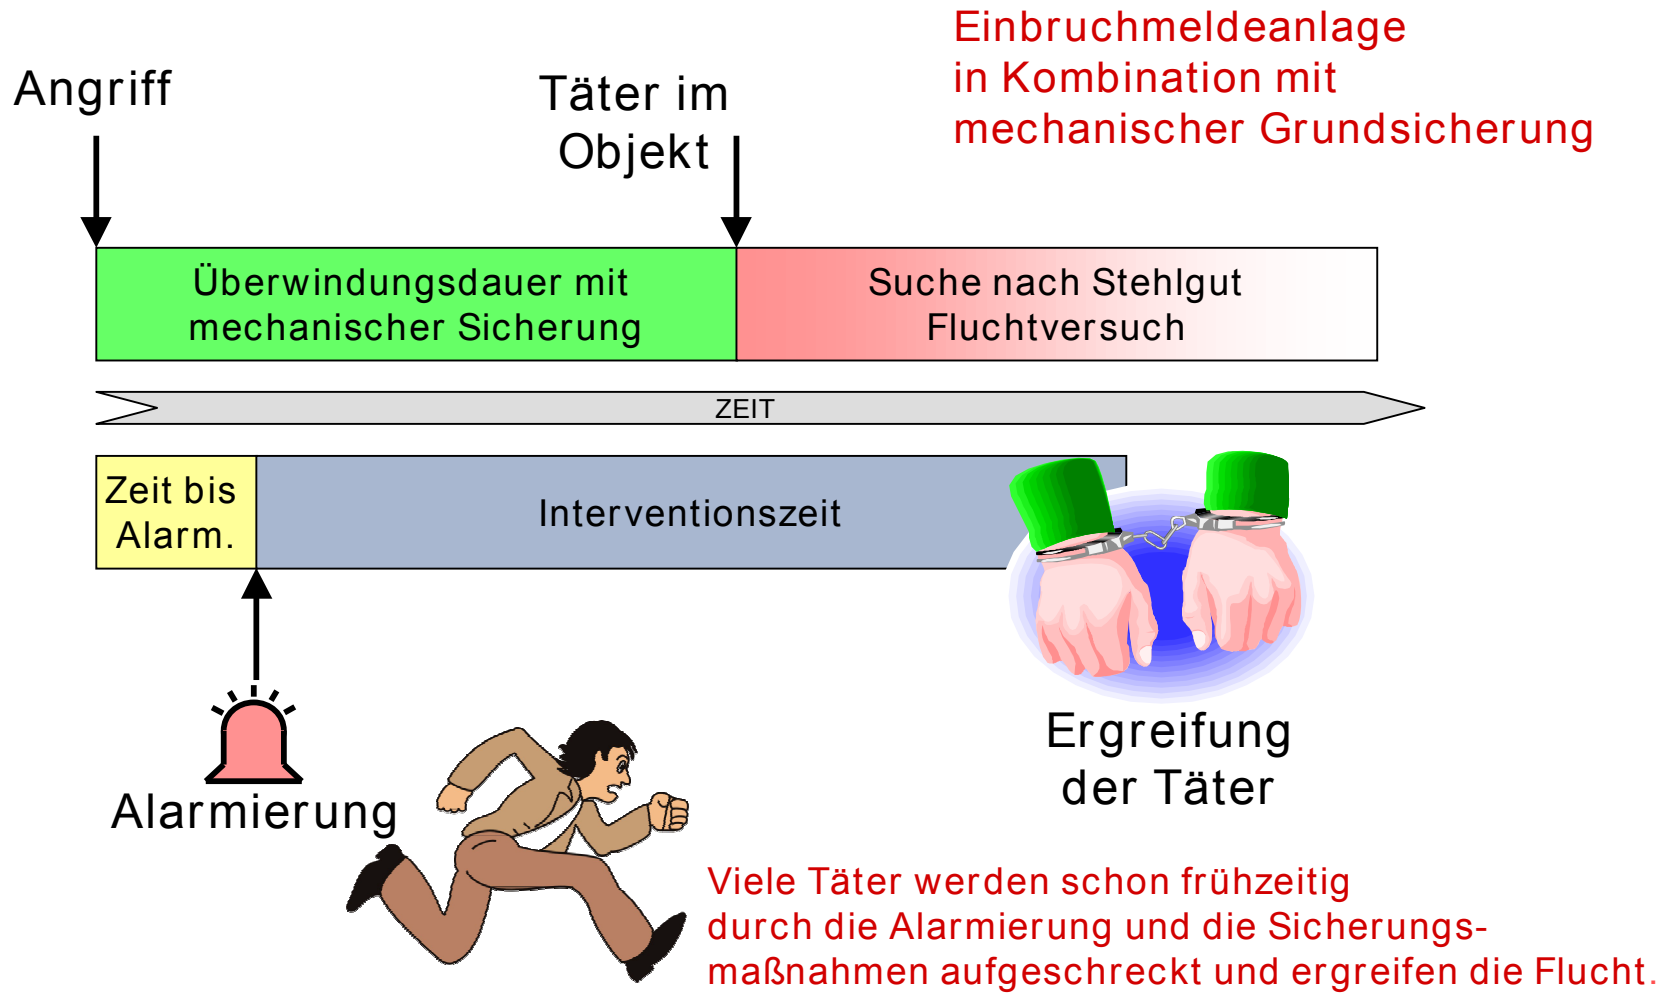 Einbruchmeldeanlage
in Kombination mit
mechanischer Grundsicherung
Angriff
Täter im
Objekt
Überwindungsdauer mit
mechanischer Sicherung
Suche nach Stehlgut
Fluchtversuch
ZEIT
Zeit bis
Alarm.
Interventionszeit
Alarmierung
Ergreifung
der Täter
Viele Täter werden schon frühzeitig
durch die Alarmierung und die Sicherungs-
maßnahmen aufgeschreckt und ergreifen die Flucht.